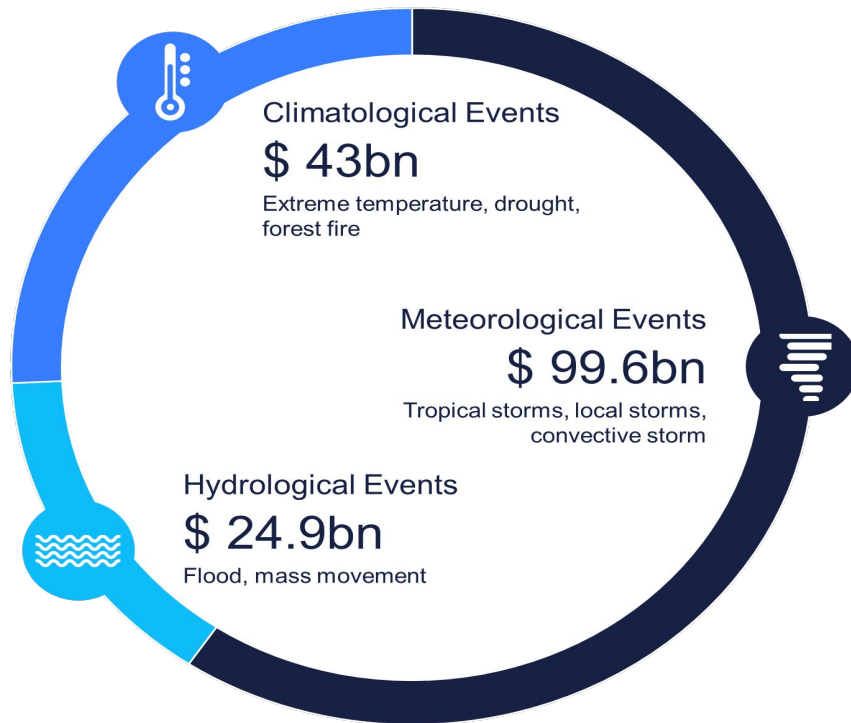 Climatological Events
$ 43bn
Extreme temperature, drought,
forest fire
Meteorological Events
$ 99.6bn
Tropical storms, local storms,
convective storm
Hydrological Events
$ 24.9bn
Flood, mass movement